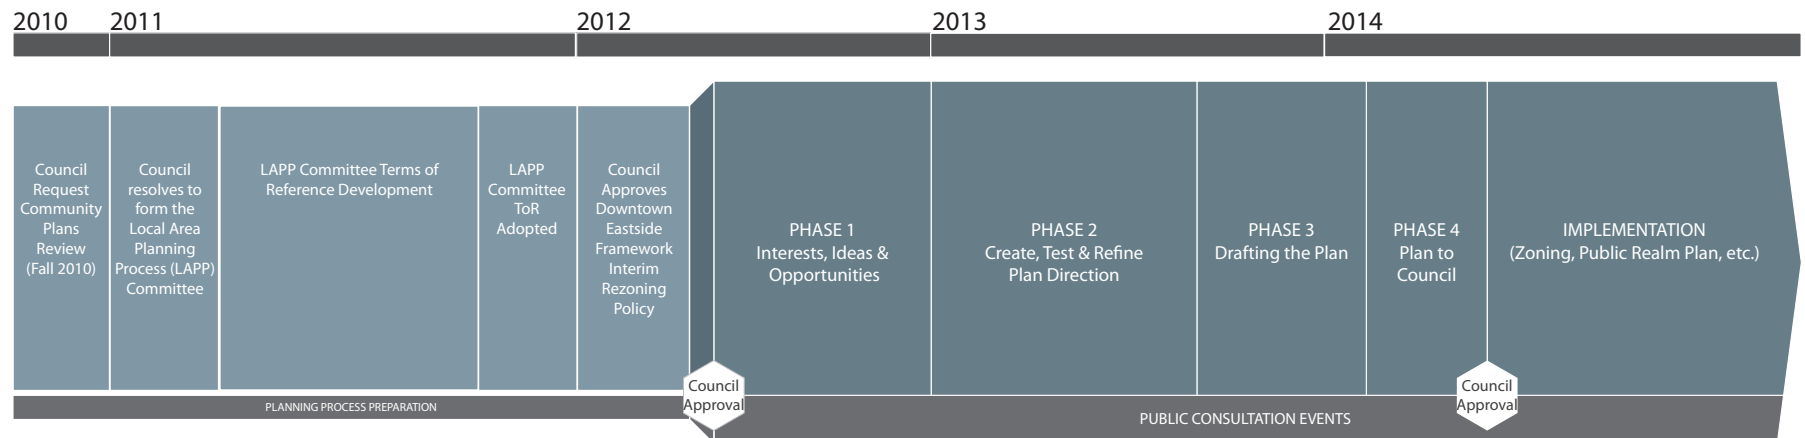 2010
2011
2012
2013
2014
Council
Request
Community
Plans
Review
(Fall 2010)
Council
resolves to
form the
Local Area
Planning
Process (LAPP)
Committee
LAPP Committee Terms of
Reference Development
LAPP
Committee
ToR
Adopted
Council
Approves
Downtown
Eastside
Framework
Interim
Rezoning
Policy
PHASE 1
Interests, Ideas &
Opportunities
PHASE 2
Create, Test & Refine
Plan Direction
PHASE 3
Drafting the Plan
PHASE 4
Plan to
Council
IMPLEMENTATION
(Zoning, Public Realm Plan, etc.)
Council
Approval
Council
Approval
PLANNING PROCESS PREPARATION
PUBLIC CONSULTATION EVENTS